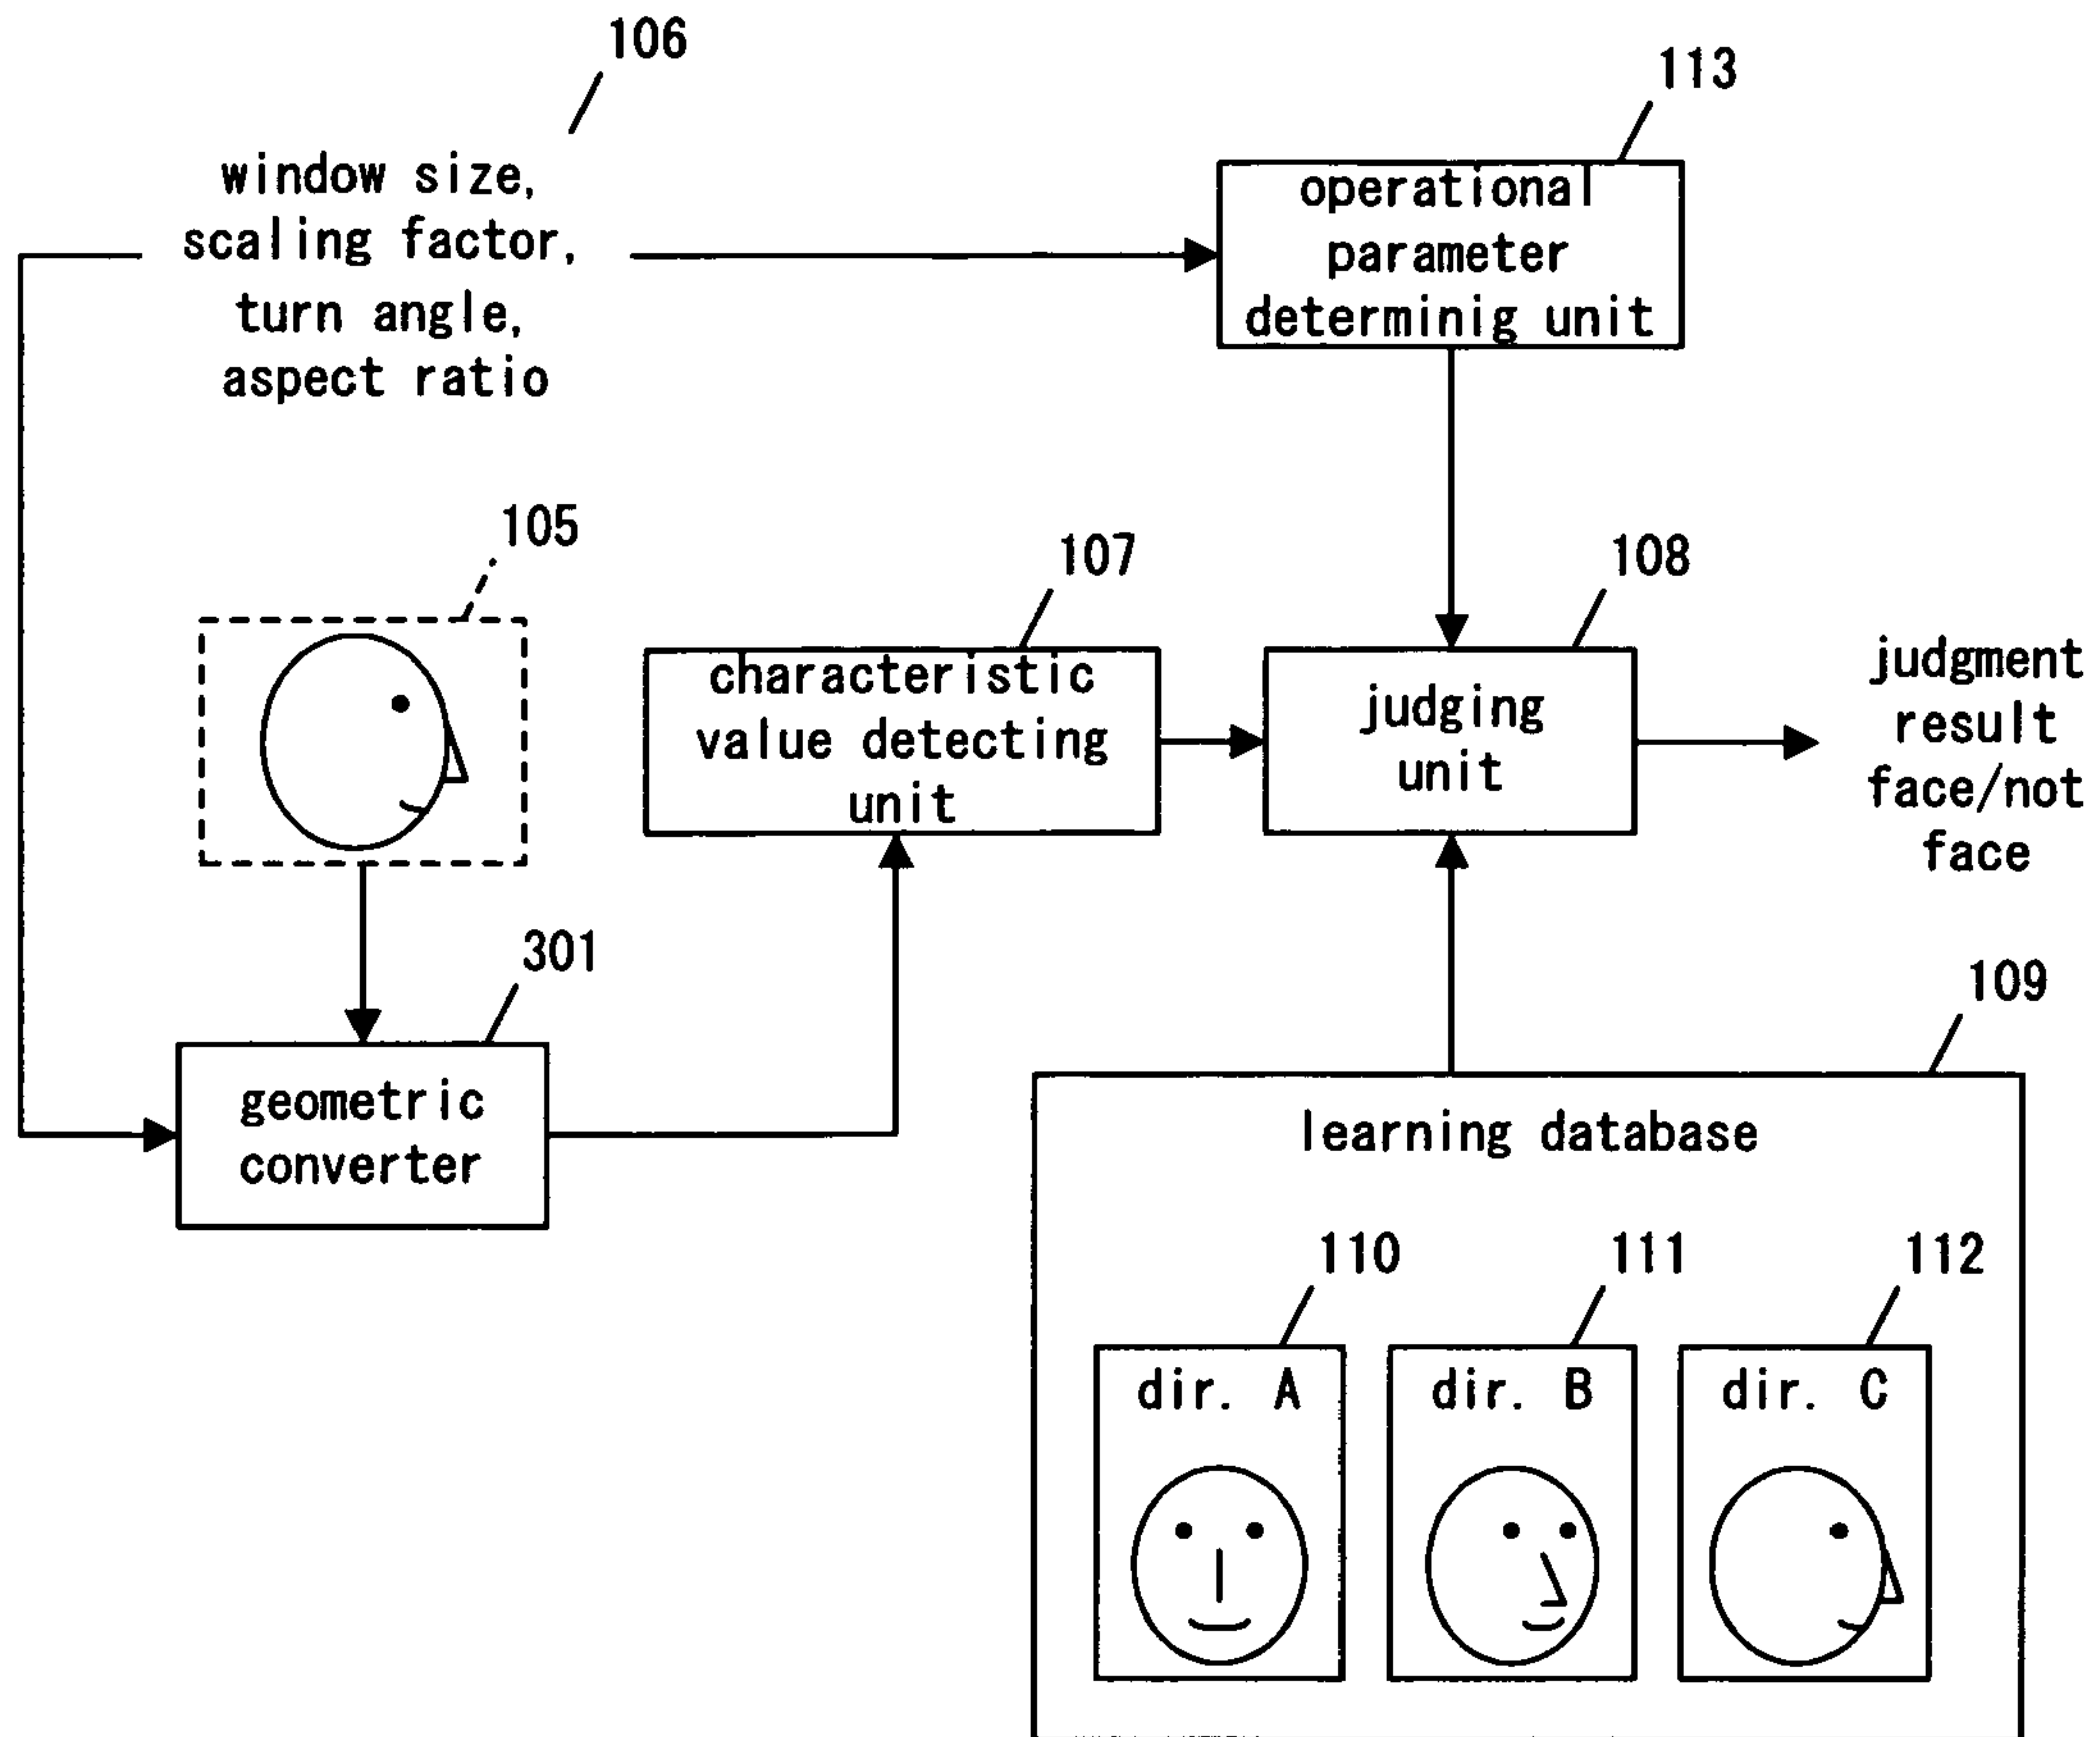 106
window size,
scaling factor,
turn angle,
aspect ratio
113
operational
parameter
determinig unit
105
107
characteristic
value detecting
unit
108
judging
unit
judgment
result
face/not
face
301
geometric
converter
109
learning database
110
dir. A
111
dir. B
112
dir. C